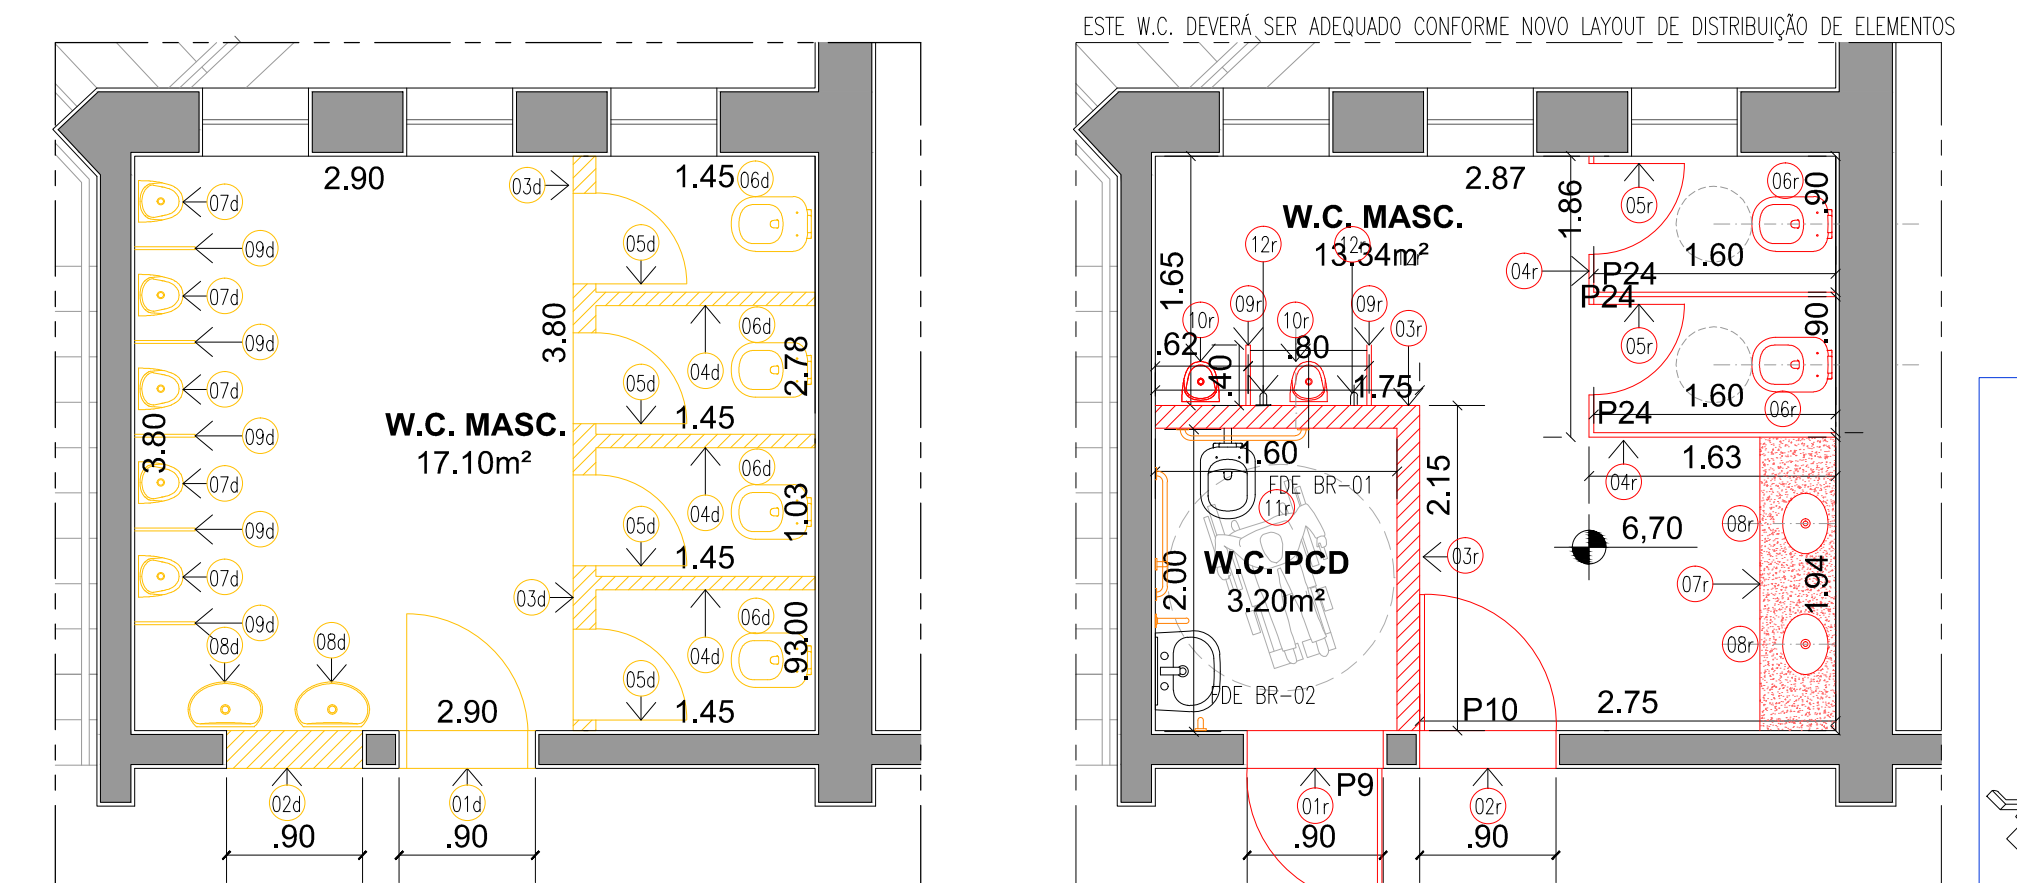 ESTE W.C. DEVERÁ SER ADEQUADO CONFORME NOVO LAYOUT DE DISTRIBUIÇÃO DE ELEMENTOS
2.90
03d
1.45
06d
07d
05d
09d
07d
3.80
06d
09d
04d
2.78
07d
05d
1.45
W.C. MASC.
17.10m²
3.80
09d
06d
07d
04d
1.03
09d
05d
1.45
07d
03d
06d
09d
04d
.93.00
08d
08d
05d
2.90
1.45
02d
01d
.90
.90
2.87
1.86
06r
.90
05r
W.C. MASC.
13.34m²
12r
12r
12r
1.65
04r
1.60
P24
P24
09r
09r
10r
10r
03r
.90
05r
.62
.80
.40
1.75
1.60
P24
06r
1.60
2.15
1.63
04r
FDE BR-01
11r
6,70
08r
03r
W.C. PCD
3.20m²
2.00
07r
1.94
08r
FDE BR-02
P10
2.75
P9
01r
02r
.90
.90